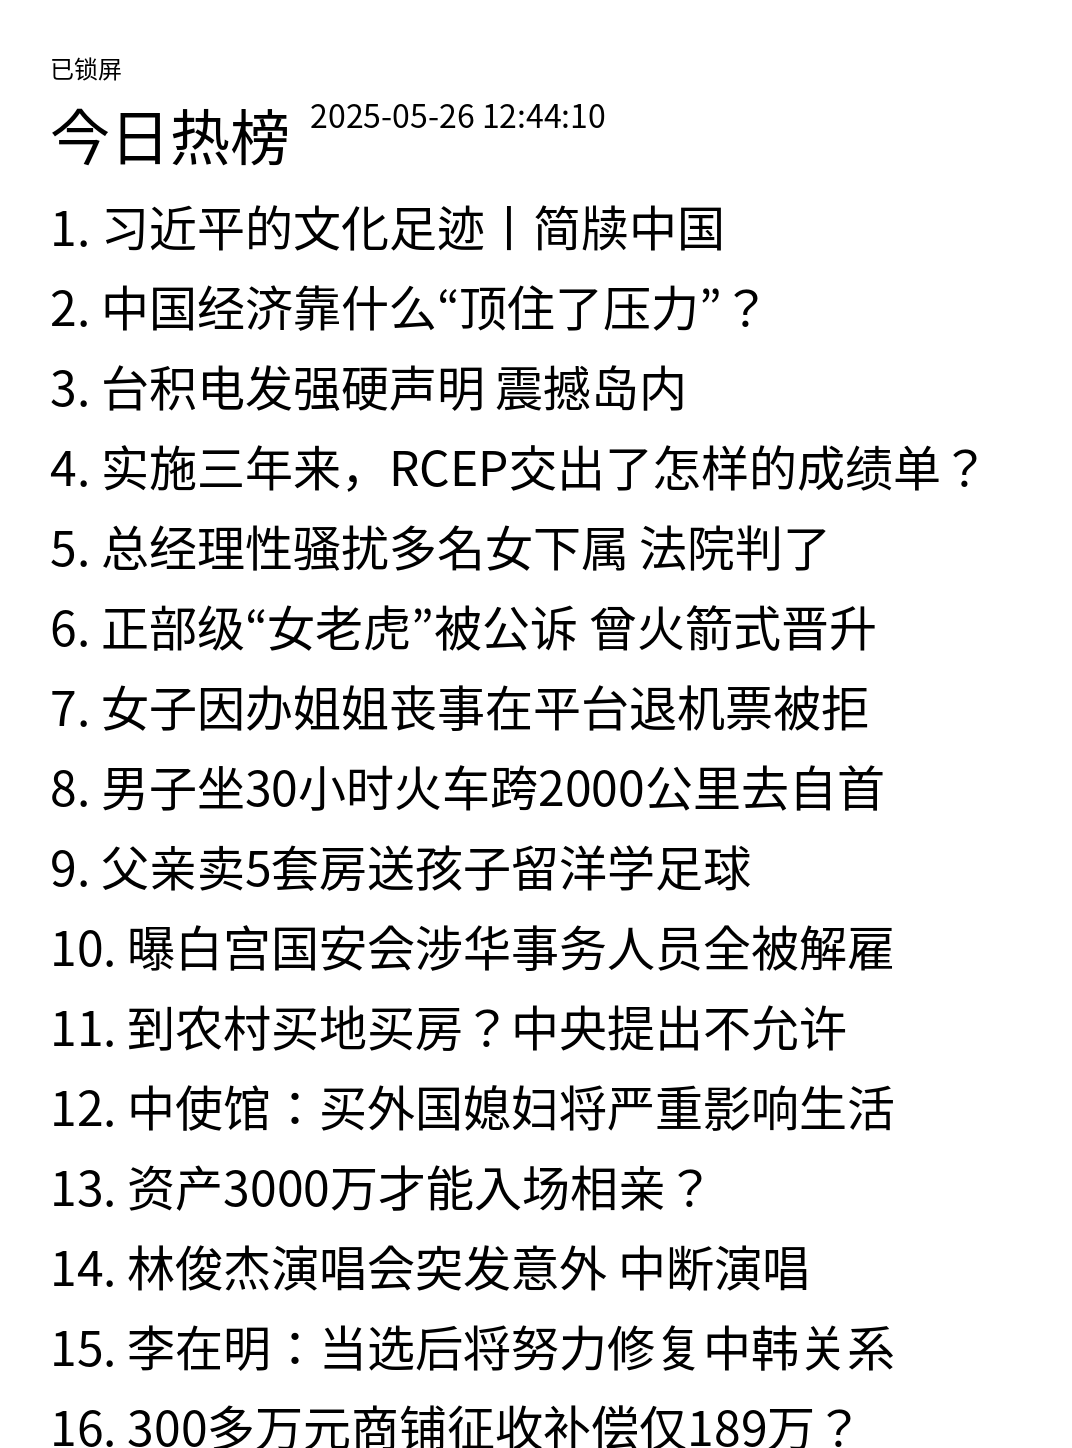 已锁屏
今日热榜 2025-05-26 12:44:10
1. 习近平的文化足迹丨简牍中国
2. 中国经济靠什么“顶住了压力”？
3. 台积电发强硬声明 震撼岛内
4. 实施三年来，RCEP交出了怎样的成绩单？
5. 总经理性骚扰多名女下属 法院判了
6. 正部级“女老虎”被公诉 曾火箭式晋升
7. 女子因办姐姐丧事在平台退机票被拒
8. 男子坐30小时火车跨2000公里去自首
9. 父亲卖5套房送孩子留洋学足球
10. 曝白宫国安会涉华事务人员全被解雇
11. 到农村买地买房？中央提出不允许
12. 中使馆：买外国媳妇将严重影响生活
13. 资产3000万才能入场相亲？
14. 林俊杰演唱会突发意外 中断演唱
15. 李在明：当选后将努力修复中韩关系
16. 300多万元商铺征收补偿仅189万？